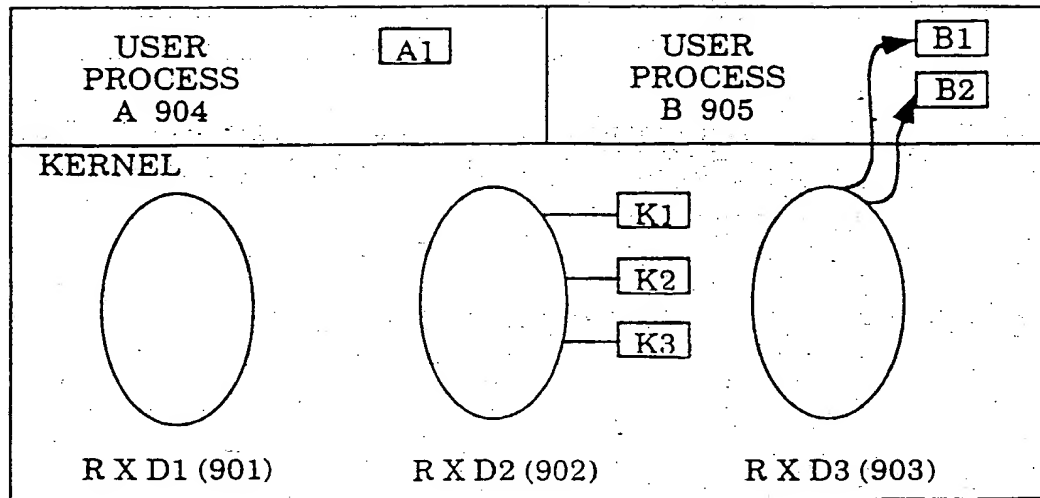 USER
PROCESS
A 904
A1
USER
PROCESS
B 905
B1
B2
KERNEL
K1
K2
K3
R X D1 (901)
R X D2 (902)
R X D3 (903)